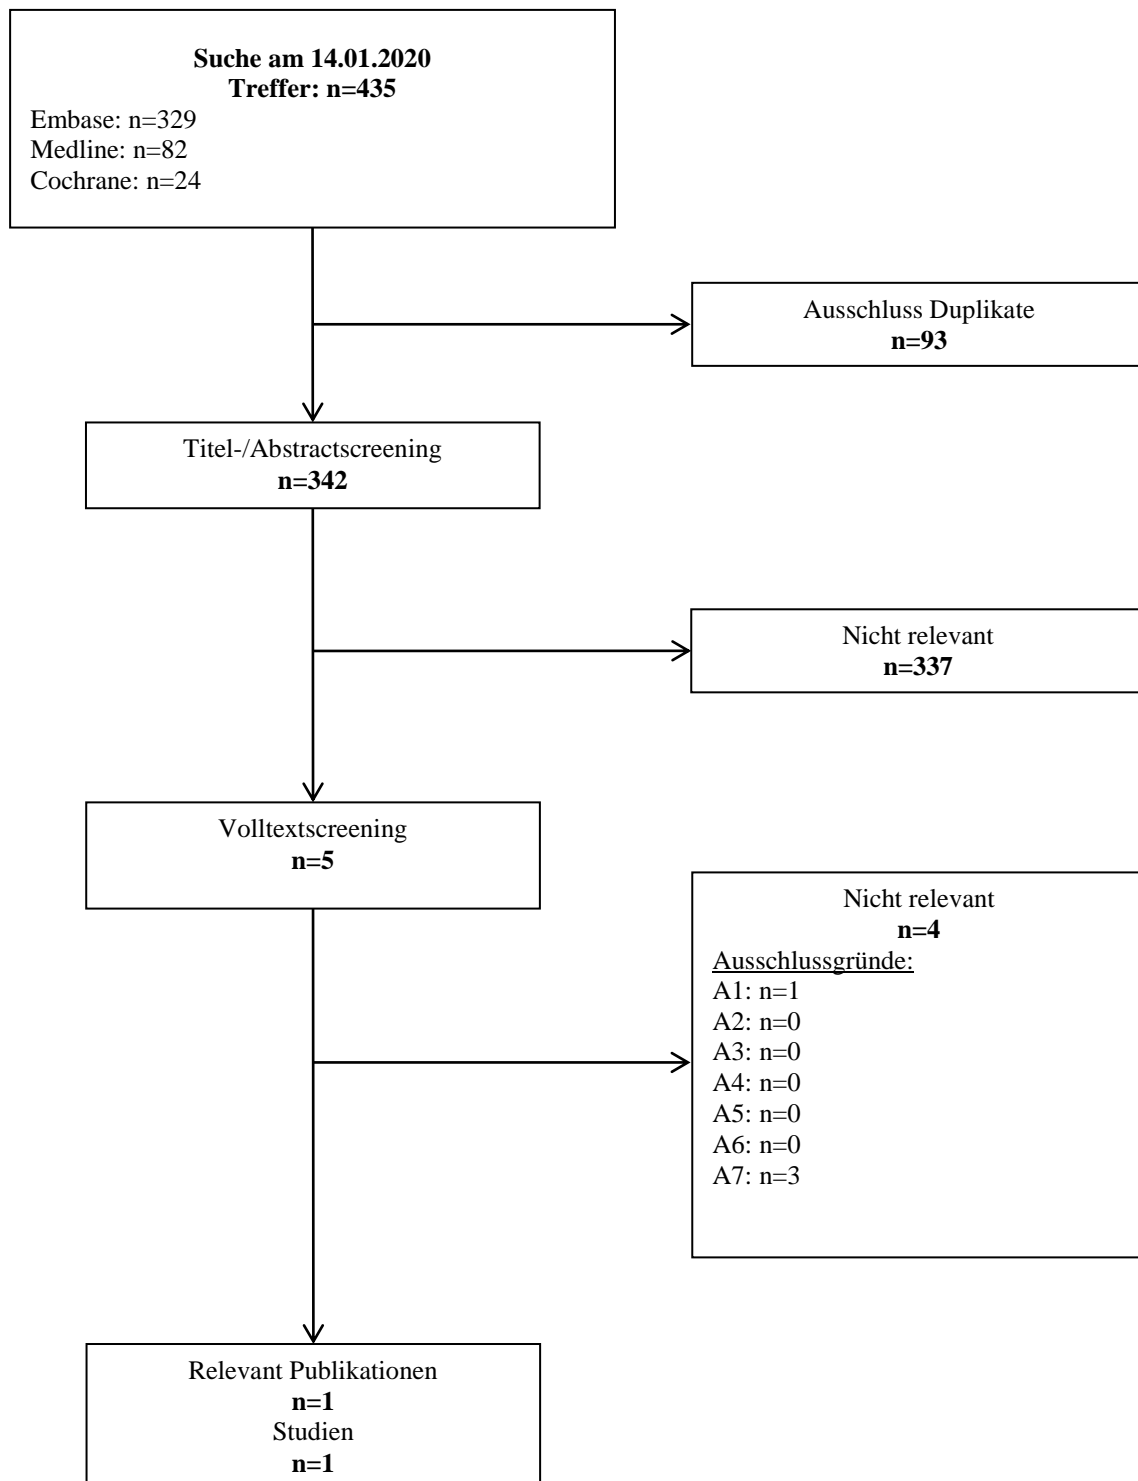 Suche am 14.01.2020
Treffer: n=435
Embase: n=329
Medline: n=82
Cochrane: n=24
Ausschluss Duplikate
n=93
Titel-/Abstractscreening
n=342
Nicht relevant
n=337
Volltextscreening
n=5
Nicht relevant
n=4
Ausschlussgründe:
A1: n=1
A2: n=0
A3: n=0
A4: n=0
A5: n=0
A6: n=0
A7: n=3
Relevant Publikationen
n=1
Studien
n=1